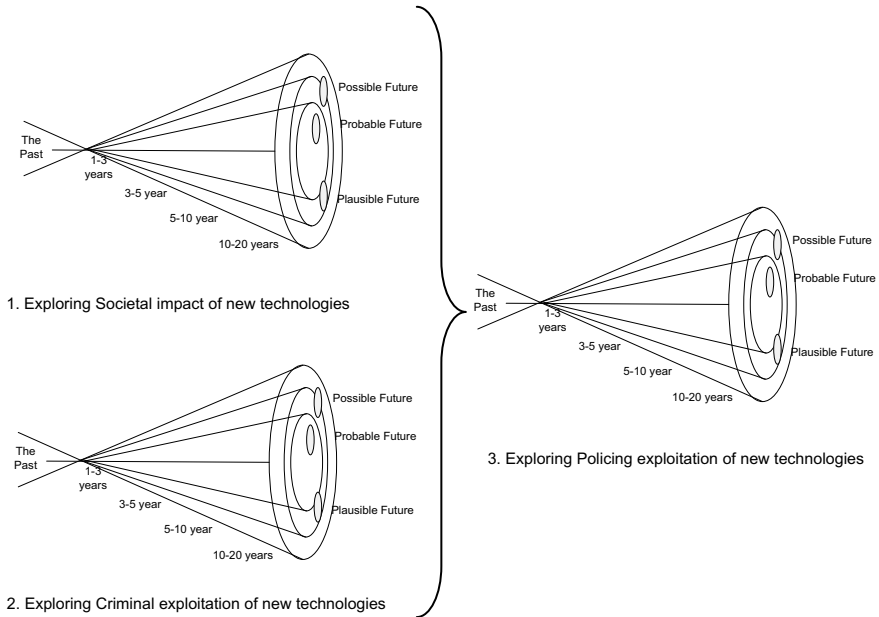 Possible Future
Probable Future
The
Past
1-3
years
Plausible Future
3-5 year
5-10 year
10-20 years
1. Exploring Societal impact of new technologies
Possible Future
Probable Future
The
Past
1-3
years
Plausible Future
3-5 year
5-10 year
10-20 years
2. Exploring Criminal exploitation of new technologies
Possible Future
Probable Future
The
Past
1-3
years
Plausible Future
3-5 year
5-10 year
10-20 years
3. Exploring Policing exploitation of new technologies